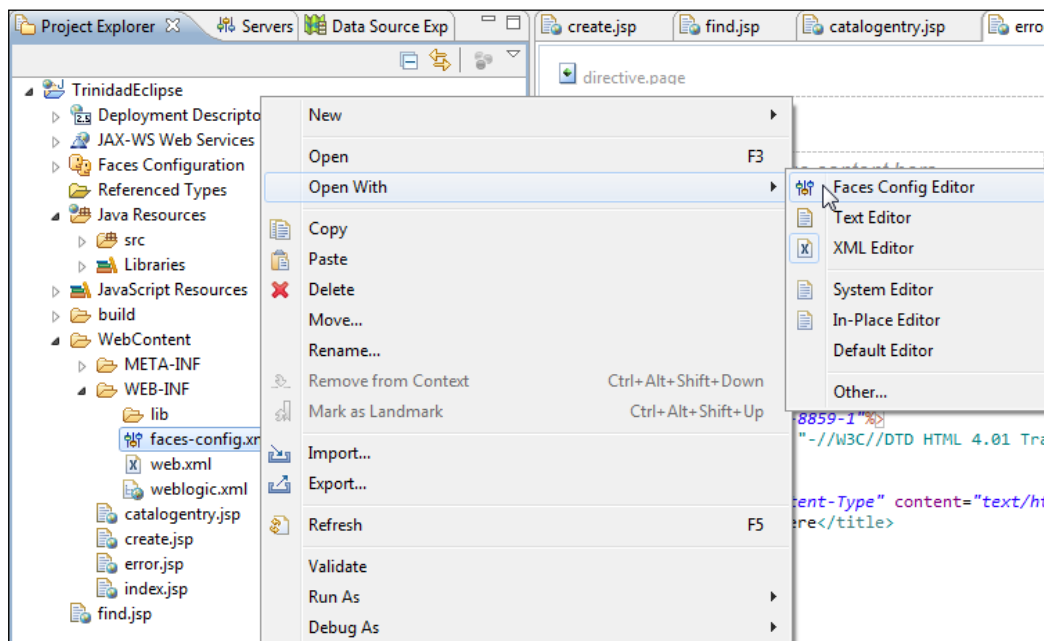 Project Explorer
Servers
Data Source Exp
create.jsp
find.jsp
catalogentry.jsp
erro
directive.page
TrinidadEclipse
Deployment Descripto
JAX-WS Web Services
Faces Configuration
Referenced Types
Java Resources
src
Libraries
JavaScript Resources
build
WebContent
META-INF
WEB-INF
lib
faces-config.xm
web.xml
weblogic.xml
catalogentry.jsp
create.jsp
error.jsp
index.jsp
find.jsp
New
Open F3
Open With
Copy
Paste
Delete
Move...
Rename...
Remove from Context Ctrl+Alt+Shift+Down
Mark as Landmark Ctrl+Alt+Shift+Up
Import...
Export...
Refresh F5
Validate
Run As
Debug As
Faces Config Editor
Text Editor
XML Editor
System Editor
In-Place Editor
Default Editor
Other...
-8859-1"%>
"-//W3C//DTD HTML 4.01 Tra
tent-Type" content="text/ht
ere</title>